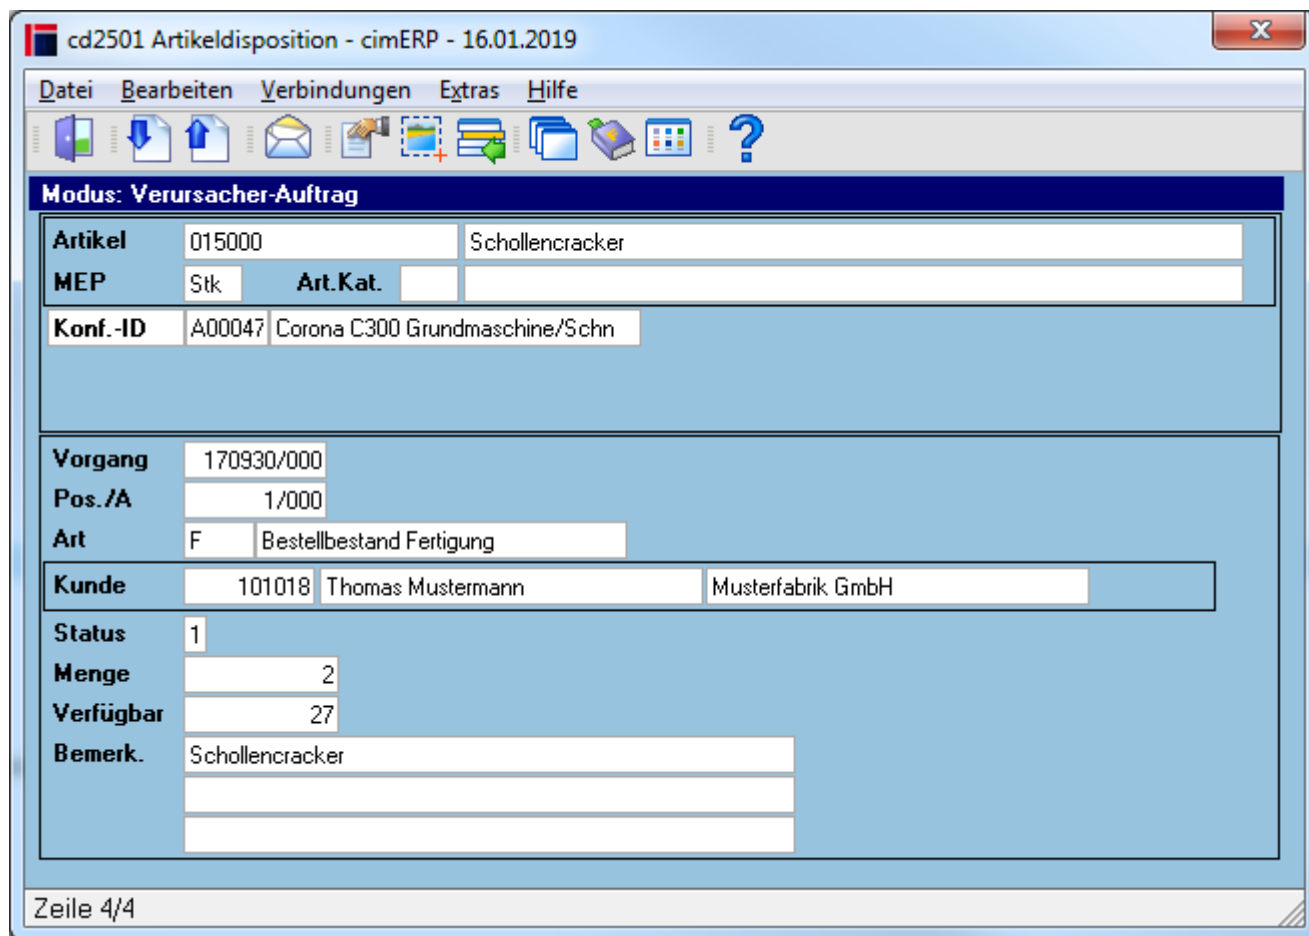 cd2501 Artikeldisposition - cimERP - 16.01.2019
Datei Bearbeiten Verbindungen Extras Hilfe
Modus: Verursacher-Auftrag
Artikel 015000 Schollencracker
MEP Stk Art.Kat.
Konf.-ID A00047 Corona C300 Grundmaschine/Schn
Vorgang 170930/000
Pos./A 1/000
Art F Bestellbestand Fertigung
Kunde 101018 Thomas Mustermann Musterfabrik GmbH
Status 1
Menge 2
Verfügbar 27
Bemerk. Schollencracker
Zeile 4/4